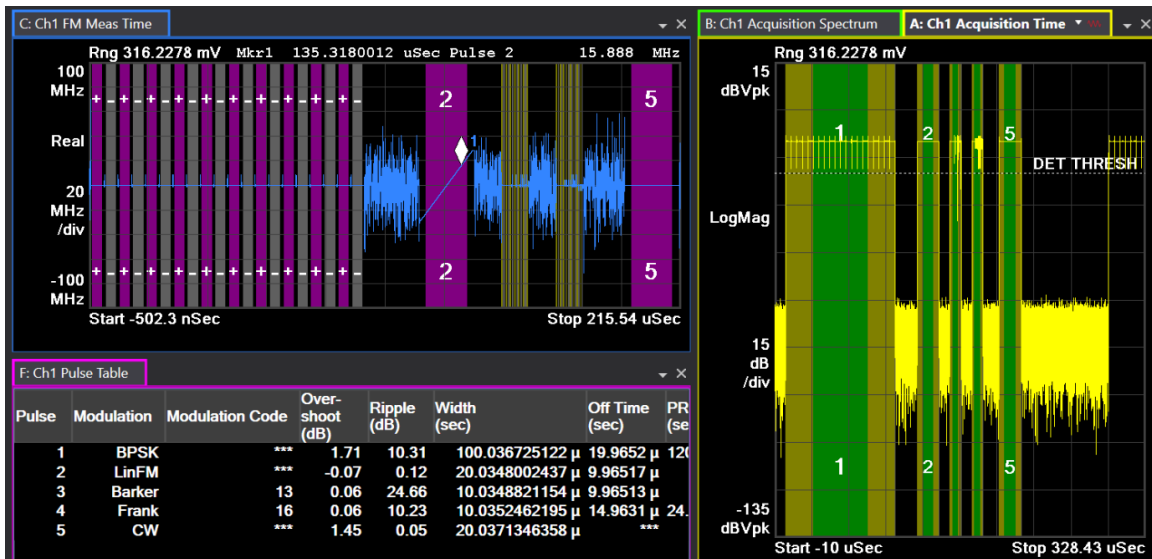 C: Ch1 FM Meas Time
Rng 316.2278 mV Mkr1 135.3180012 uSec Pulse 2 15.888 MHz
100
MHz
+ - + - + - + - + - + - + - + - + -
2
5
Real
1
20
MHz
/div
+ - + - + - + - + - + - + - + - + -
2
5
-100
MHz
Start -502.3 nSec Stop 215.54 uSec
F: Ch1 Pulse Table
Pulse Modulation Modulation Code Over-shoot (dB) Ripple (dB) Width (sec) Off Time (sec)
1 BPSK *** 1.71 10.31 100.036725122 µ 19.9652 µ
2 LinFM *** -0.07 0.12 20.0348002437 µ 9.96517 µ
3 Barker 13 0.06 24.66 10.0348821154 µ 9.96513 µ
4 Frank 16 0.06 10.23 10.0352462195 µ 14.9631 µ 24.
5 CW *** 1.45 0.05 20.0371346358 µ ***
B: Ch1 Acquisition Spectrum
A: Ch1 Acquisition Time
Rng 316.2278 mV
15
dBVpk
1 2 5
DET THRESH
LogMag
15
dB
/div
1 2 5
-135
dBVpk
Start -10 uSec Stop 328.43 uSec